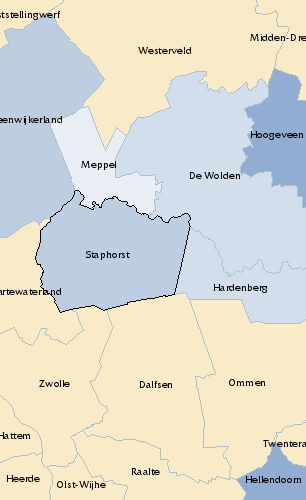 tstellingwerf
Midden-Dre
Westerveld
eenwijkerland
Hoogeveen
Meppel
De Wolden
Staphorst
artewaterland
Hardenberg
Zwolle
Dalfsen
Ommen
Hattem
Twentera
Raalte
Heerde
Olst-Wijhe
Hellendoorn